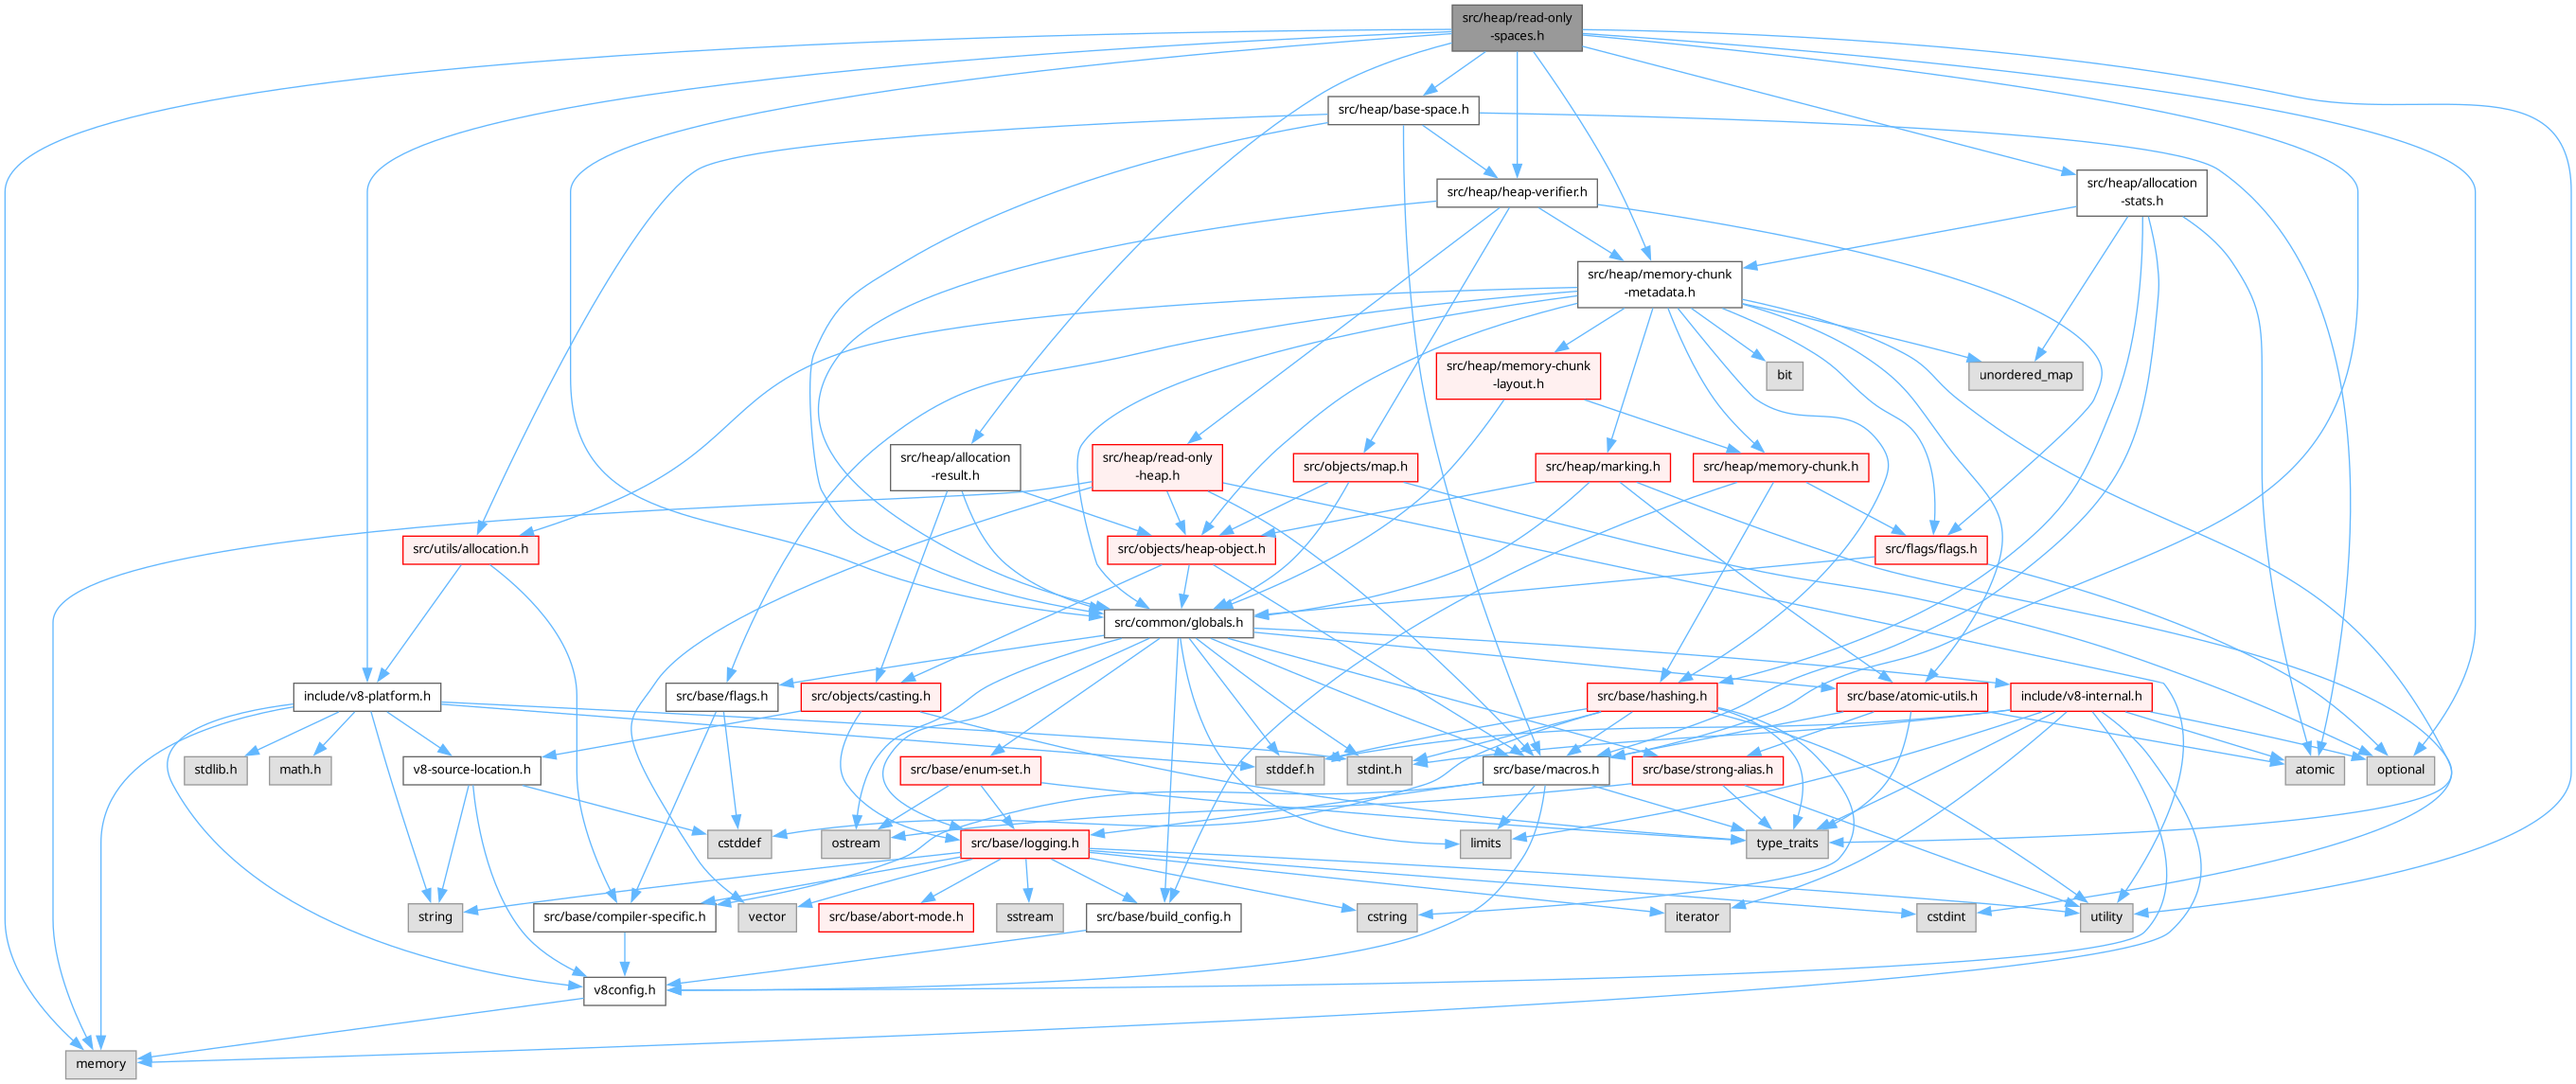 src/heap/read-only
-spaces.h
src/heap/base-space.h
src/heap/heap-verifier.h
src/heap/allocation
-stats.h
src/heap/memory-chunk
-metadata.h
src/heap/memory-chunk
-layout.h
bit
unordered_map
src/heap/allocation
-result.h
src/heap/read-only
-heap.h
src/objects/map.h
src/heap/marking.h
src/heap/memory-chunk.h
src/utils/allocation.h
src/objects/heap-object.h
src/flags/flags.h
src/common/globals.h
include/v8-platform.h
src/base/flags.h
src/objects/casting.h
src/base/hashing.h
src/base/atomic-utils.h
include/v8-internal.h
stdlib.h
math.h
v8-source-location.h
src/base/enum-set.h
stddef.h
stdint.h
src/base/macros.h
src/base/strong-alias.h
atomic
optional
cstddef
ostream
src/base/logging.h
limits
type_traits
string
src/base/compiler-specific.h
vector
src/base/abort-mode.h
sstream
src/base/build_config.h
cstring
iterator
cstdint
utility
v8config.h
memory